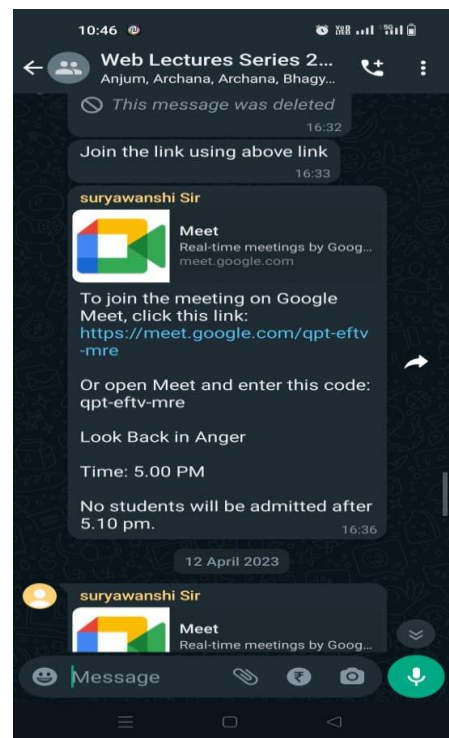 10:46
Web Lectures Series 2...
Anjum, Archana, Archana, Bhagy...
This message was deleted
16:32
Join the link using above link
16:33
suryawanshi Sir
Meet
Real-time meetings by Goog...
meet.google.com
To join the meeting on Google
Meet, click this link:
https://meet.google.com/qpt-eftv
-mre
Or open Meet and enter this code:
qpt-eftv-mre
Look Back in Anger
Time: 5.00 PM
No students will be admitted after
5.10 pm.
16:36
12 April 2023
suryawanshi Sir
Meet
Real-time meetings by Goog...
Message